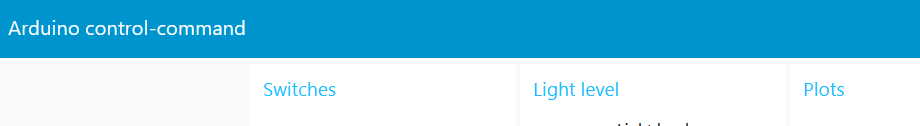 Arduino control-command
Switches
Light level
Plots